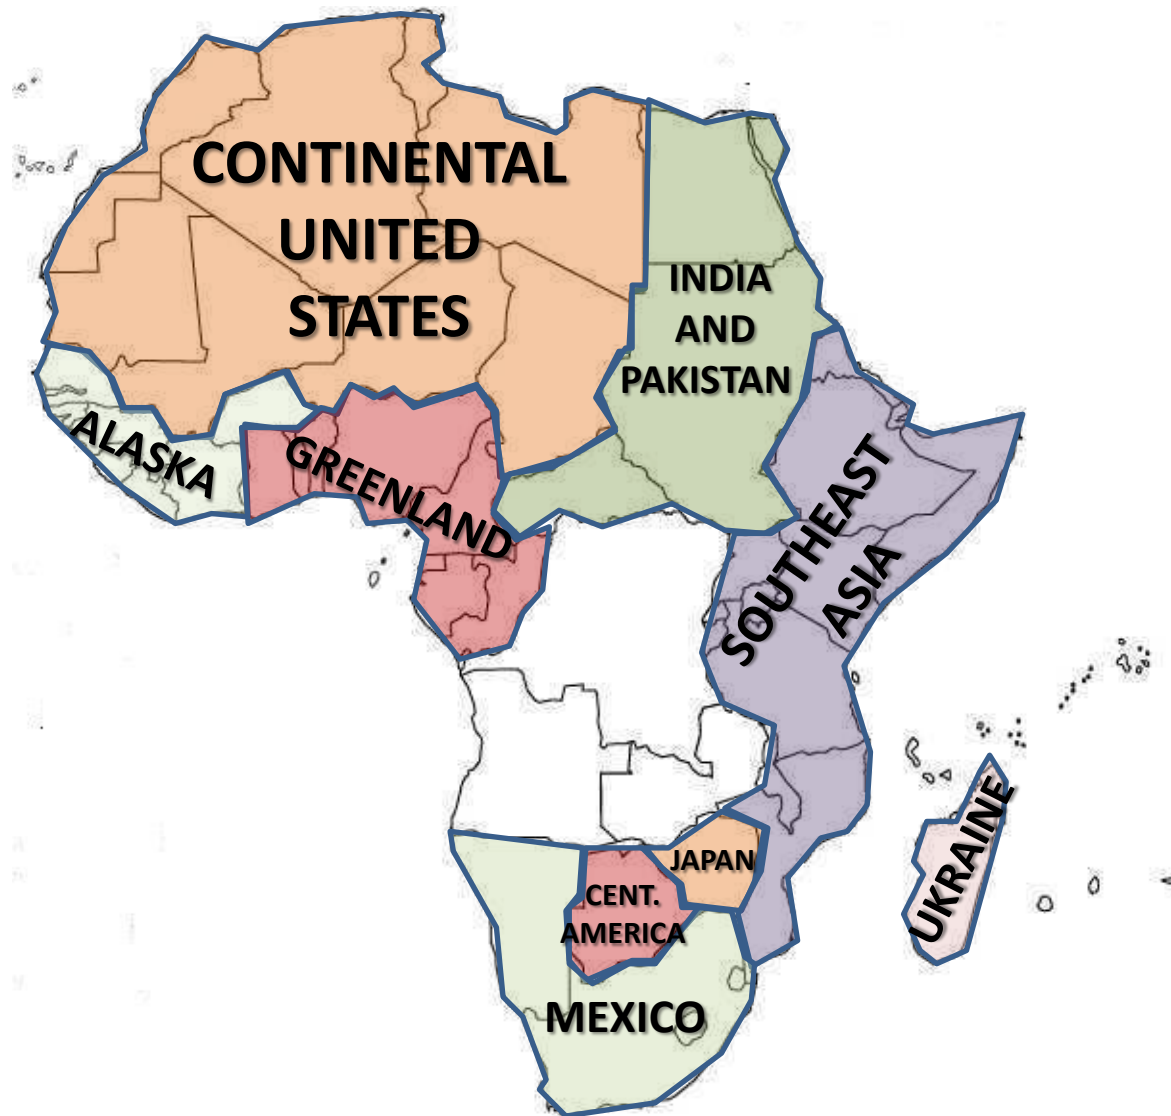 CONTINENTAL
UNITED
STATES
INDIA
AND
PAKISTAN
ALASKA
GREENLAND
SOUTHEAST
ASIA
UKRAINE
JAPAN
CENT.
AMERICA
MEXICO